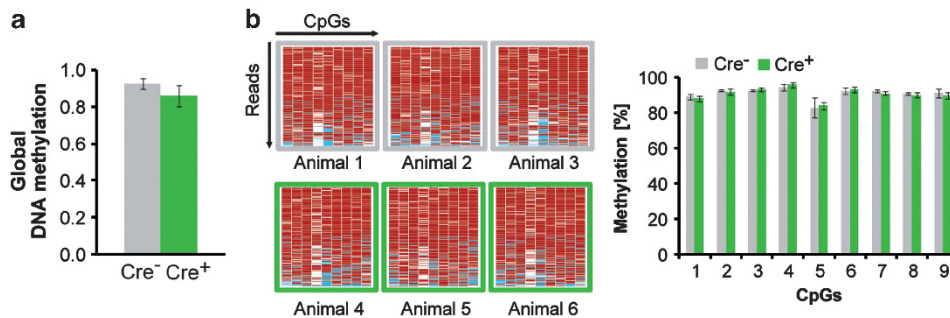 a
Global
DNA methylation
1.0
0.8
0.6
0.4
0.2
0.0
Cre⁻ Cre⁺
b
CpGs
Reads
Animal 1 Animal 2 Animal 3
Animal 4 Animal 5 Animal 6
Cre⁻ Cre⁺
Methylation [%]
100
80
60
40
20
0
1 2 3 4 5 6 7 8 9
CpGs